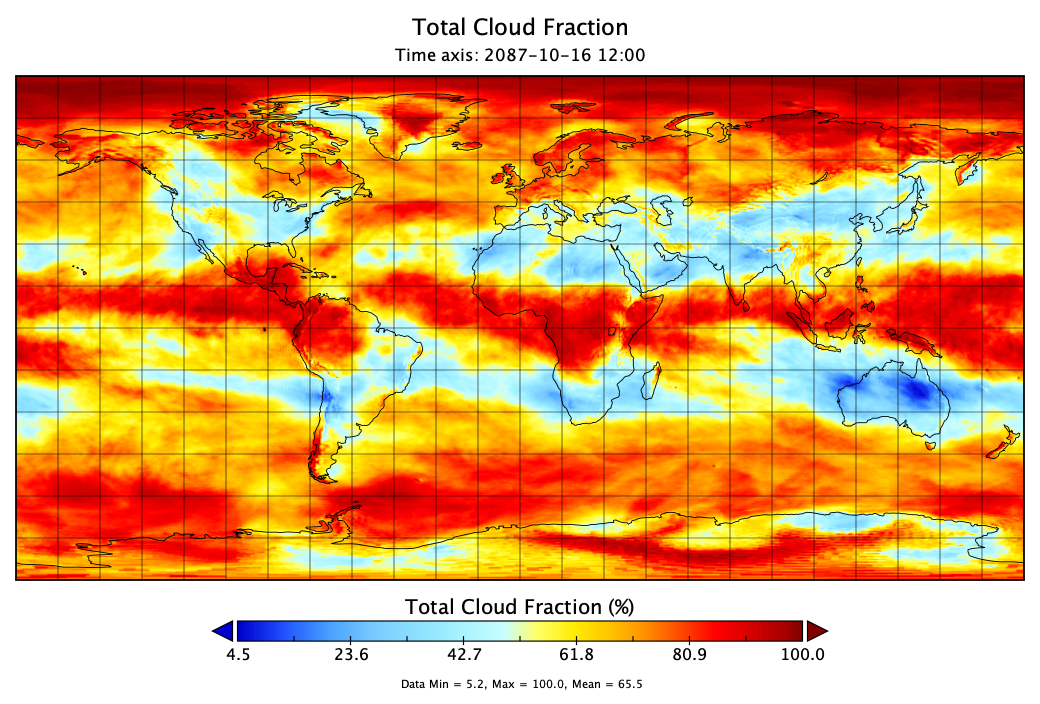 Total Cloud Fraction
Time axis: 2087-10-16 12:00
Total Cloud Fraction (%)
4.5 23.6 42.7 61.8 80.9 100.0
Data Min = 5.2, Max = 100.0, Mean = 65.5